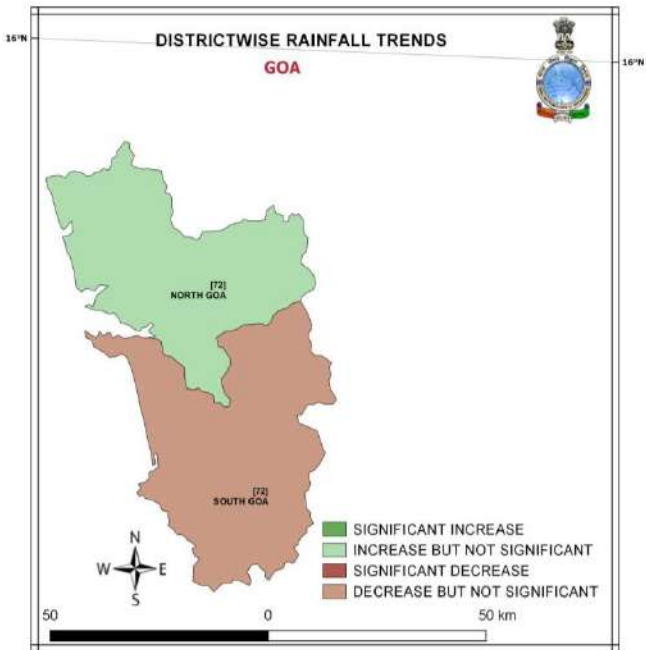 DISTRICTWISE RAINFALL TRENDS
GOA
16°N
16°N
[72]
NORTH GOA
[72]
SOUTH GOA
SIGNIFICANT INCREASE
INCREASE BUT NOT SIGNIFICANT
SIGNIFICANT DECREASE
DECREASE BUT NOT SIGNIFICANT
N
W E
S
50 0 50 km